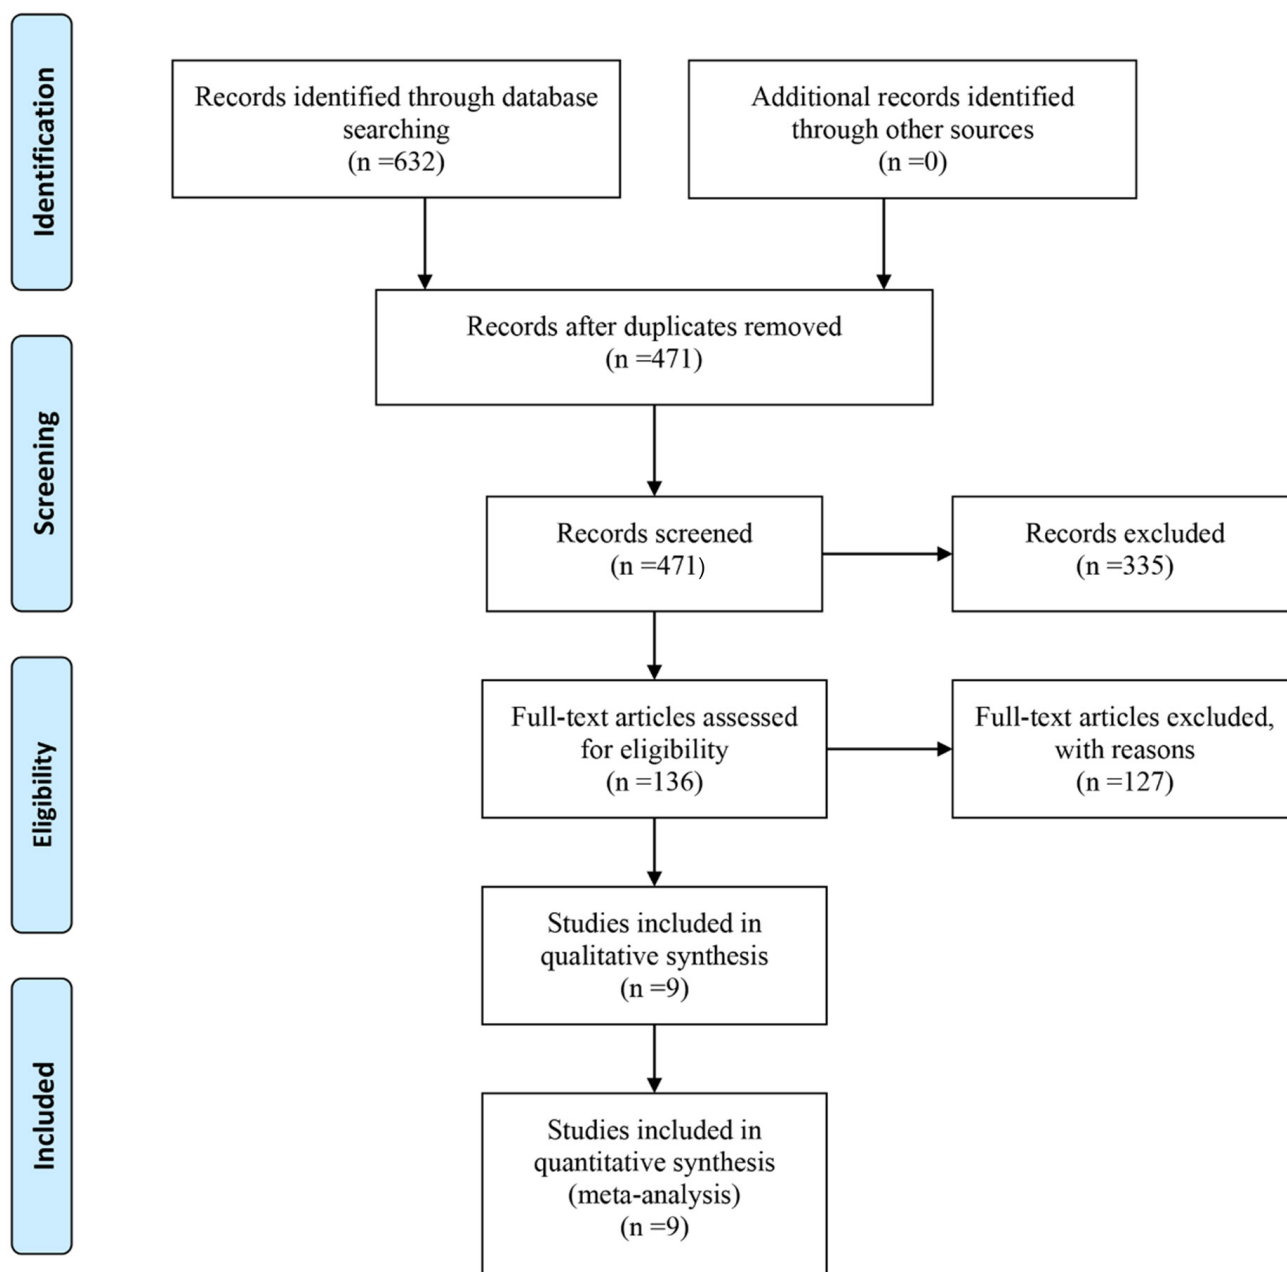 Identification
Records identified through database
searching
(n =632)
Additional records identified
through other sources
(n =0)
Records after duplicates removed
(n =471)
Screening
Records screened
(n =471)
Records excluded
(n =335)
Eligibility
Full-text articles assessed
for eligibility
(n =136)
Full-text articles excluded,
with reasons
(n =127)
Studies included in
qualitative synthesis
(n =9)
Included
Studies included in
quantitative synthesis
(meta-analysis)
(n =9)